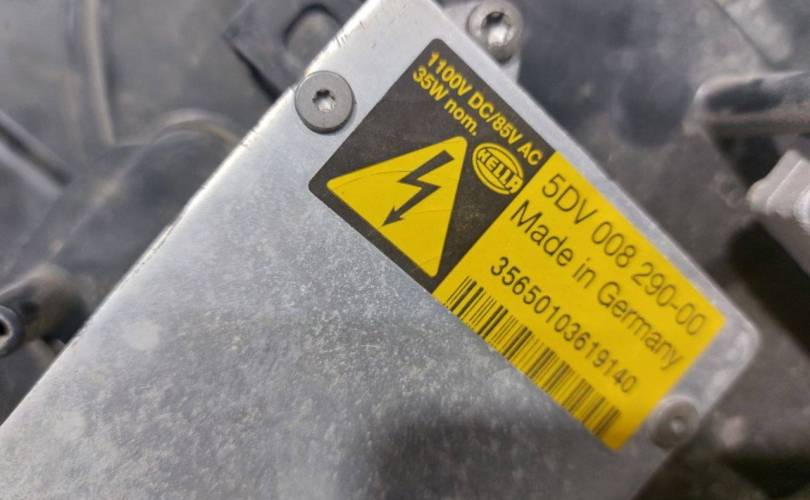 1100V DC/85V AC
35W nom.
HELLA
5DV 008 290-00
Made in Germany
35650103619140